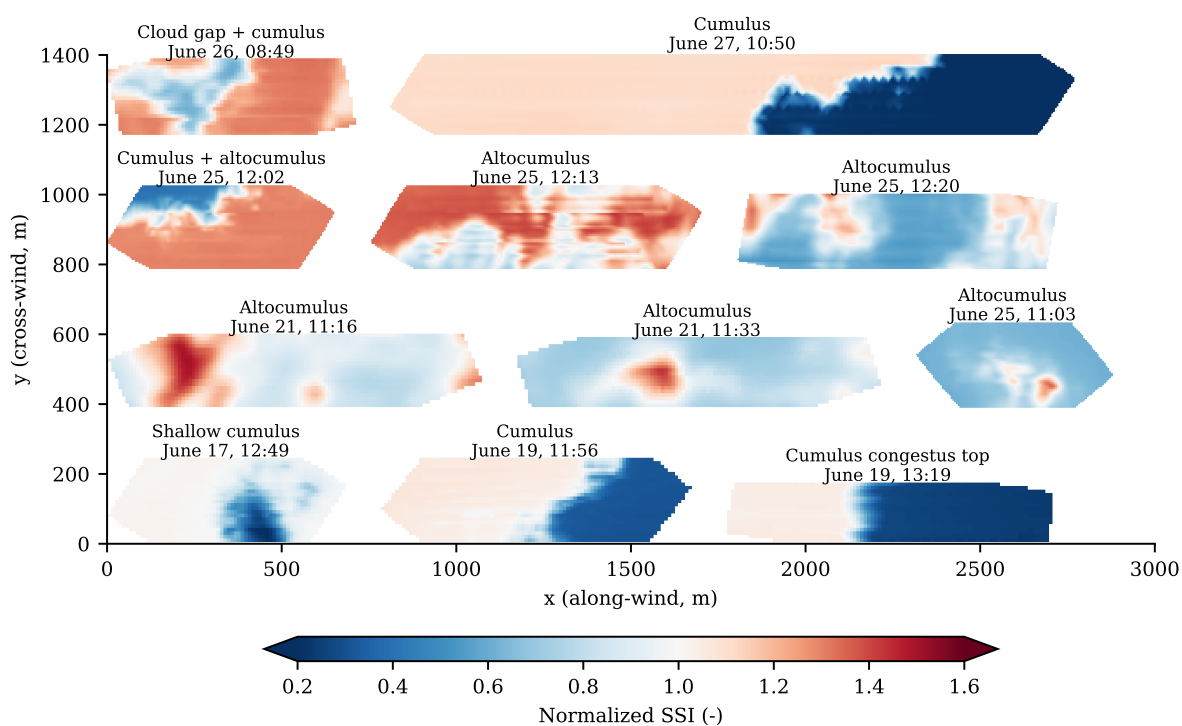 Cloud gap + cumulus
June 26, 08:49
Cumulus
June 27, 10:50
Cumulus + altocumulus
June 25, 12:02
Altocumulus
June 25, 12:13
Altocumulus
June 25, 12:20
Altocumulus
June 21, 11:16
Altocumulus
June 21, 11:33
Altocumulus
June 25, 11:03
Shallow cumulus
June 17, 12:49
Cumulus
June 19, 11:56
Cumulus congestus top
June 19, 13:19
y (cross-wind, m)
1400
1200
1000
800
600
400
200
0
0 500 1000 1500 2000 2500 3000
x (along-wind, m)
0.2 0.4 0.6 0.8 1.0 1.2 1.4 1.6
Normalized SSI (-)